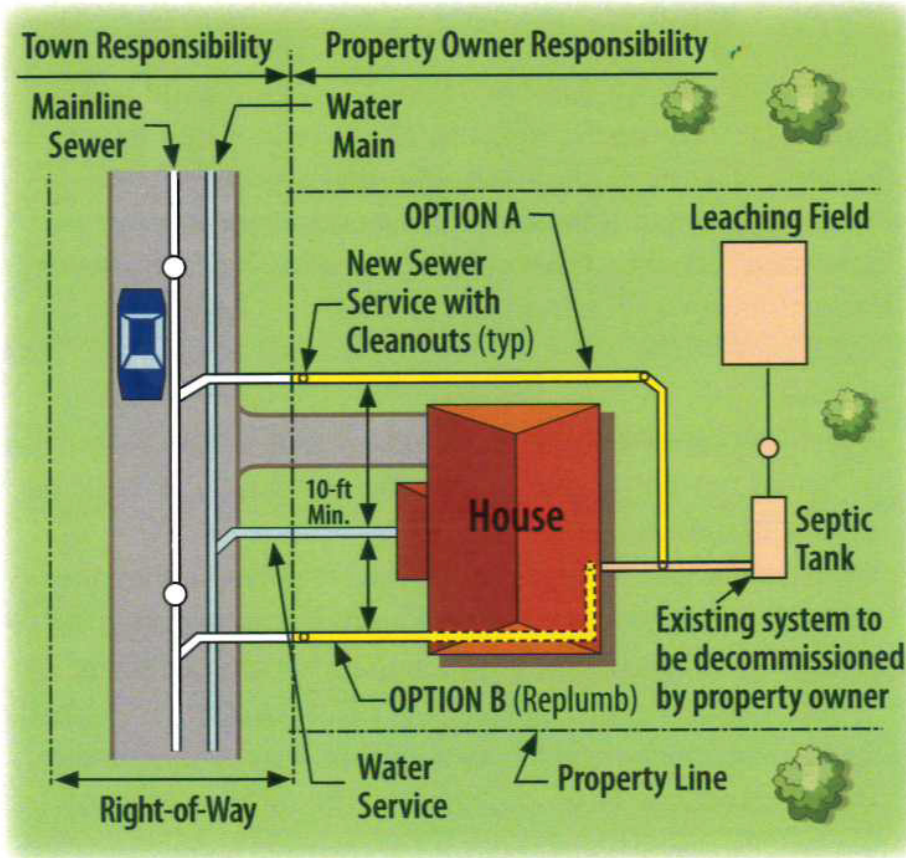 Town Responsibility
Property Owner Responsibility
Mainline
Sewer
Water
Main
OPTION A
Leaching Field
New Sewer
Service with
Cleanouts (typ)
10-ft
Min.
House
Septic
Tank
Existing system to
be decommissioned
by property owner
OPTION B (Replumb)
Water
Service
Property Line
Right-of-Way